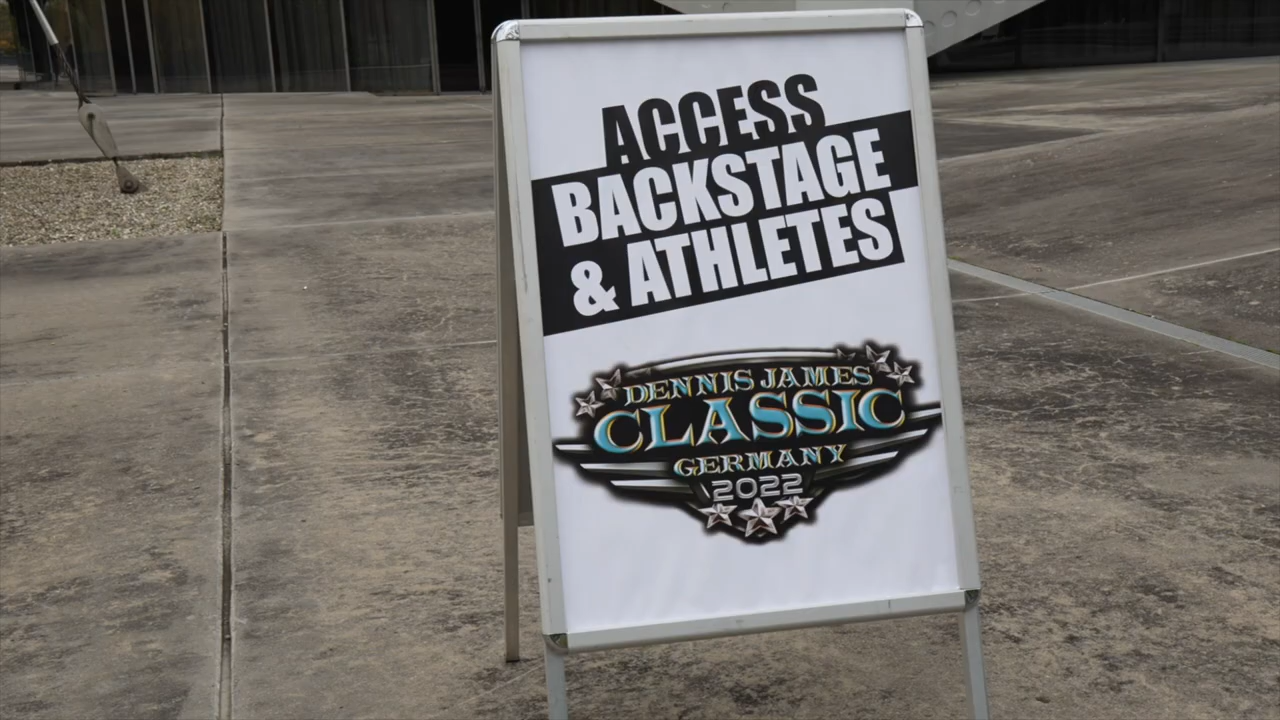 ACCESS
BACKSTAGE
& ATHLETES
DENNIS JAMES
CLASSIC
GERMANY
2022